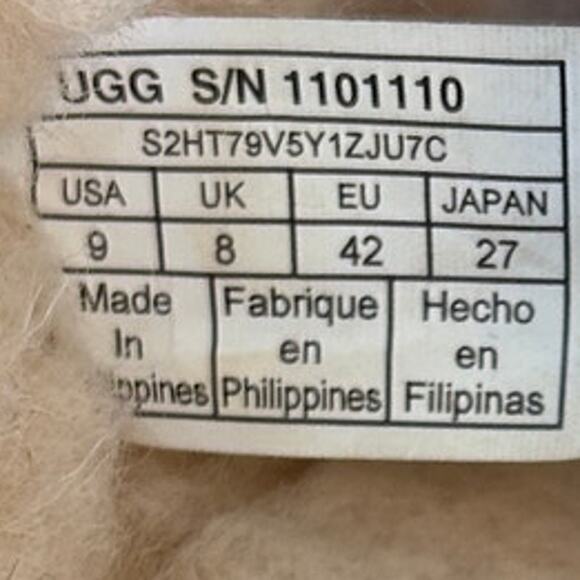 UGG S/N 1101110
S2HT79V5Y1ZJU7C
USA UK EU JAPAN
9 8 42 27
Made Fabrique Hecho
In en en
ppines Philippines Filipinas